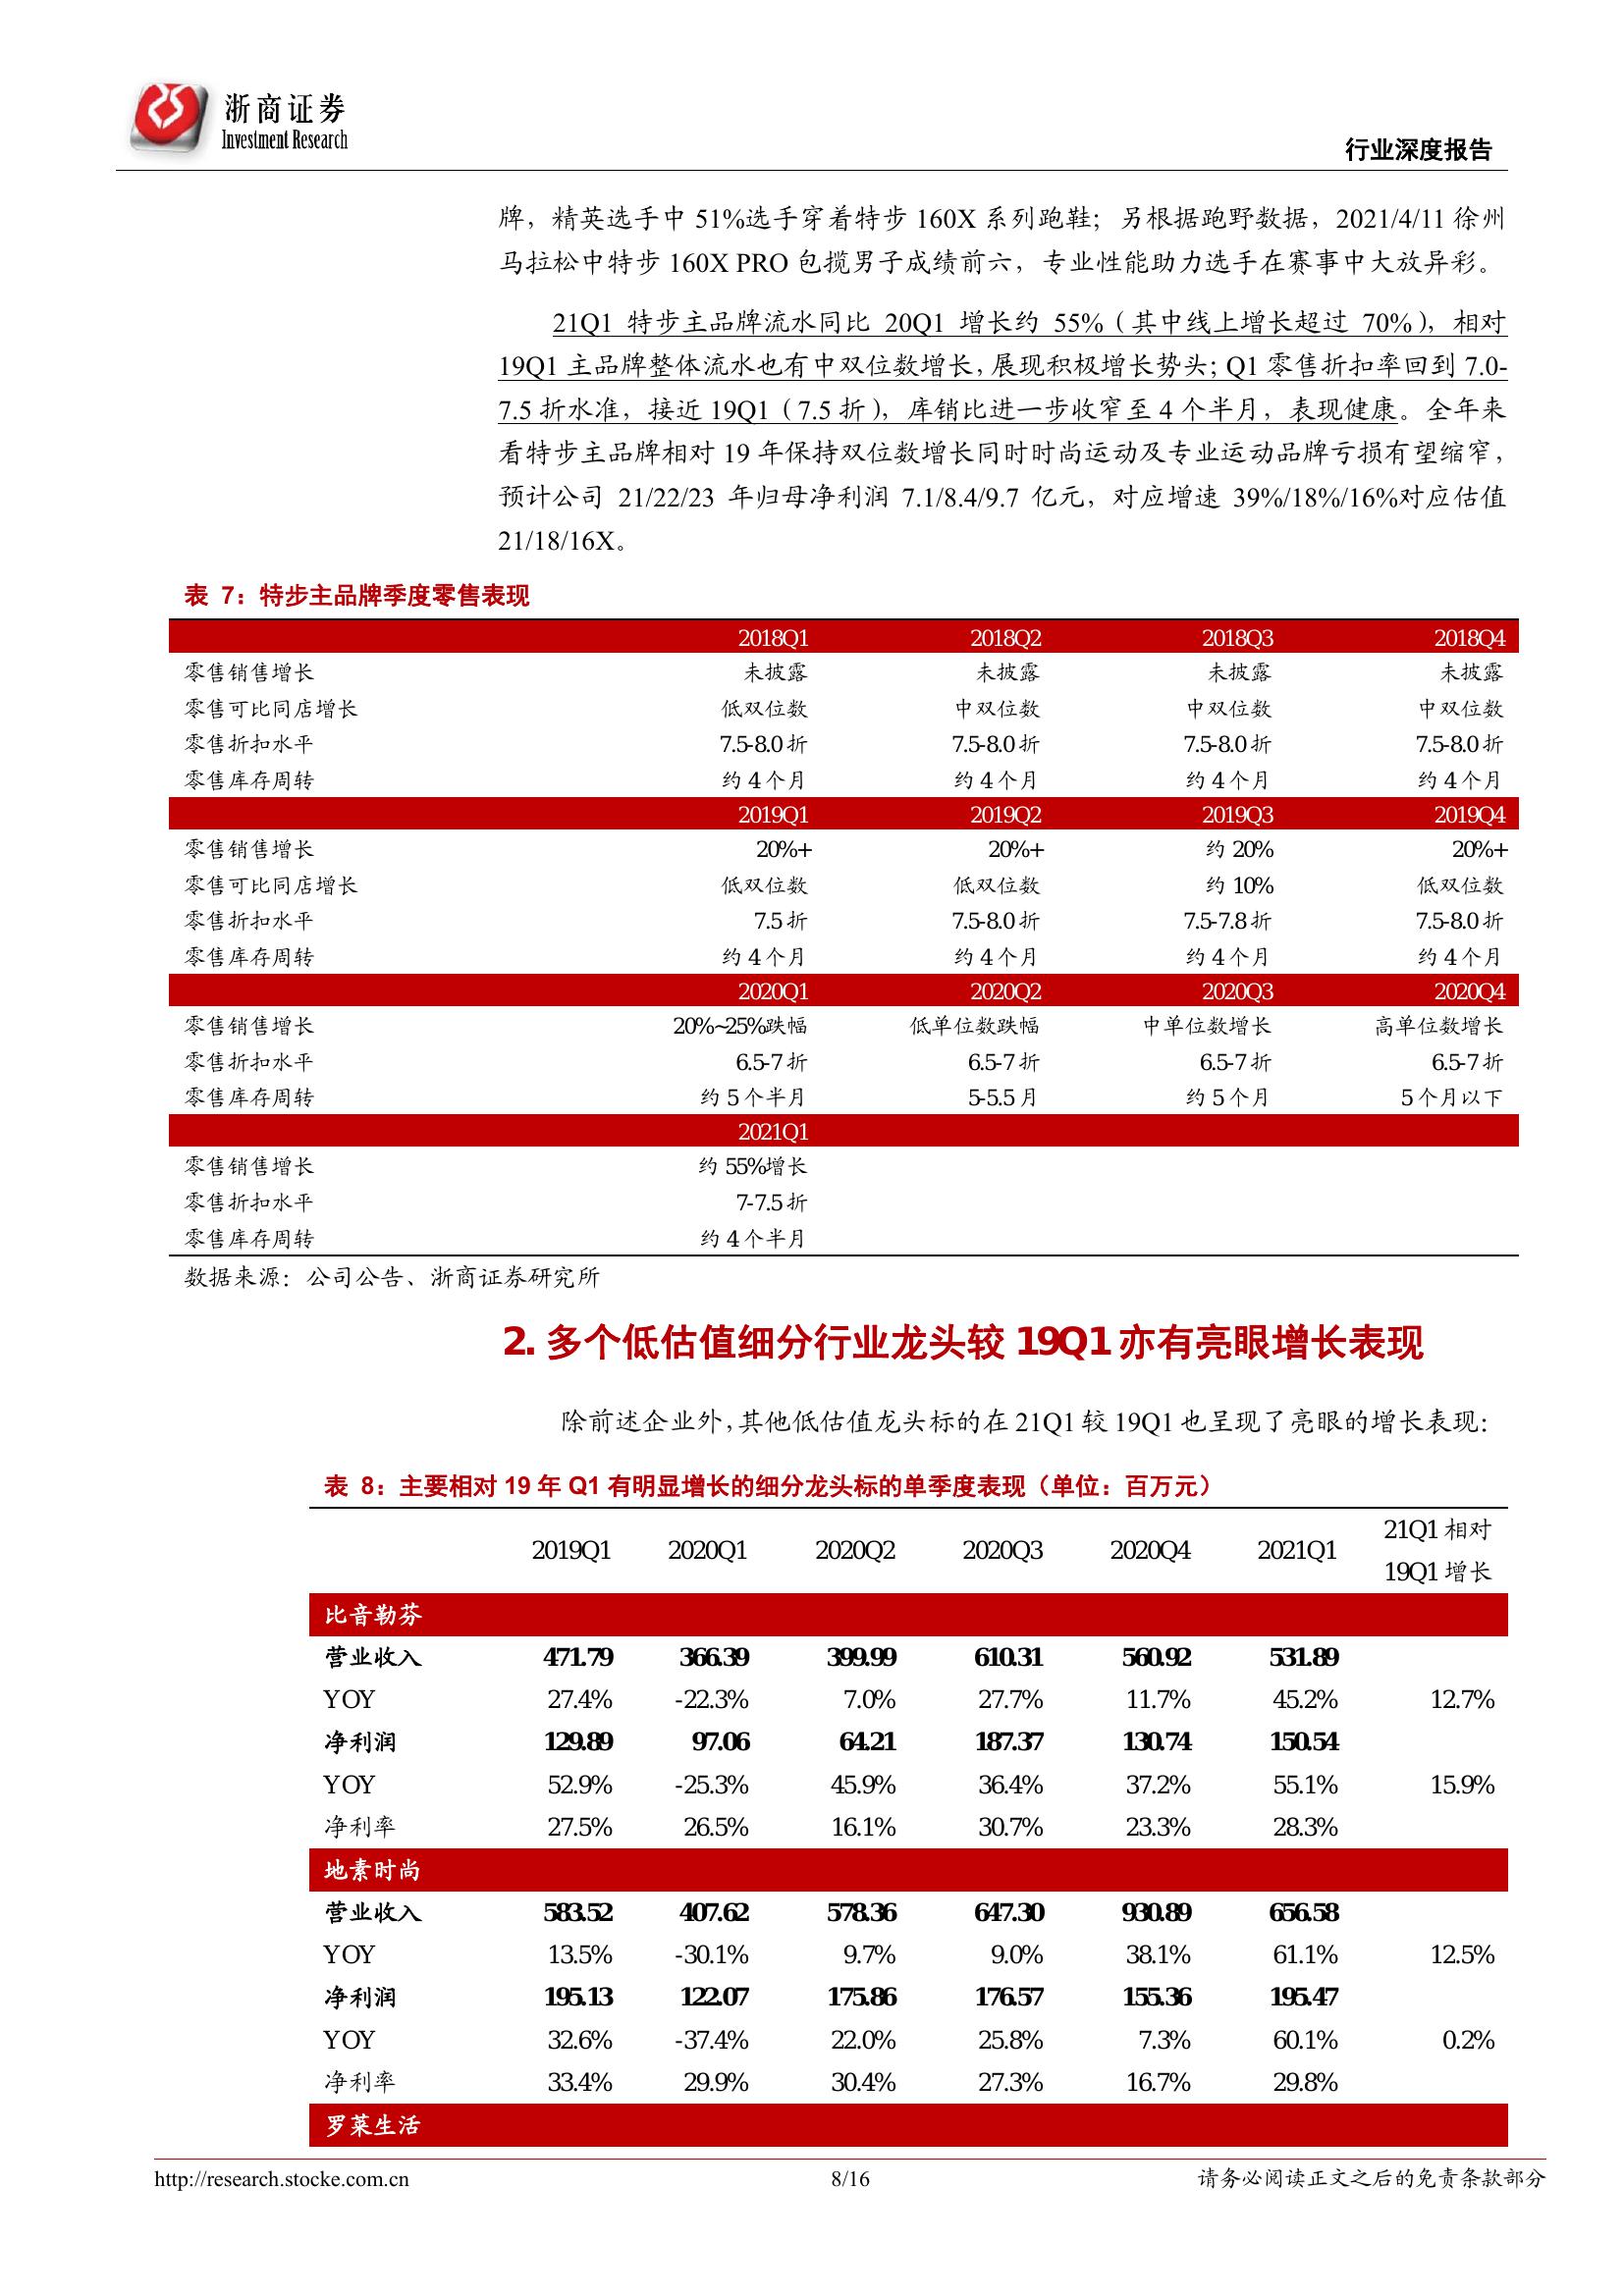 浙商证券
Investment Research
行业深度报告
牌，精英选手中 51%选手穿着特步 160X 系列跑鞋；另根据跑野数据，2021/4/11 徐州
马拉松中特步 160X PRO 包揽男子成绩前六，专业性能助力选手在赛事中大放异彩。
21Q1 特步主品牌流水同比 20Q1 增长约 55%（其中线上增长超过 70%），相对
19Q1 主品牌整体流水也有中双位数增长，展现积极增长势头；Q1 零售折扣率回到 7.0-
7.5 折水准，接近 19Q1（7.5 折），库销比进一步收窄至 4 个半月，表现健康。全年来
看特步主品牌相对 19 年保持双位数增长同时时尚运动及专业运动品牌亏损有望缩窄，
预计公司 21/22/23 年归母净利润 7.1/8.4/9.7 亿元，对应增速 39%/18%/16%对应估值
21/18/16X。
表 7：特步主品牌季度零售表现
2018Q1 2018Q2 2018Q3 2018Q4
零售销售增长 未披露 未披露 未披露 未披露
零售可比同店增长 低双位数 中双位数 中双位数 中双位数
零售折扣水平 7.5-8.0 折 7.5-8.0 折 7.5-8.0 折 7.5-8.0 折
零售库存周转 约 4 个月 约 4 个月 约 4 个月 约 4 个月
2019Q1 2019Q2 2019Q3 2019Q4
零售销售增长 20%+ 20%+ 约 20% 20%+
零售可比同店增长 低双位数 低双位数 约 10% 低双位数
零售折扣水平 7.5 折 7.5-8.0 折 7.5-7.8 折 7.5-8.0 折
零售库存周转 约 4 个月 约 4 个月 约 4 个月 约 4 个月
2020Q1 2020Q2 2020Q3 2020Q4
零售销售增长 20%~25%跌幅 低单位数跌幅 中单位数增长 高单位数增长
零售折扣水平 6.5-7 折 6.5-7 折 6.5-7 折 6.5-7 折
零售库存周转 约 5 个半月 5-5.5 月 约 5 个月 5 个月以下
2021Q1
零售销售增长 约 55%增长
零售折扣水平 7-7.5 折
零售库存周转 约 4 个半月
数据来源：公司公告、浙商证券研究所
2. 多个低估值细分行业龙头较 19Q1 亦有亮眼增长表现
除前述企业外，其他低估值龙头标的在 21Q1 较 19Q1 也呈现了亮眼的增长表现：
表 8：主要相对 19 年 Q1 有明显增长的细分龙头标的单季度表现（单位：百万元）
2019Q1 2020Q1 2020Q2 2020Q3 2020Q4 2021Q1 21Q1 相对
19Q1 增长
比音勒芬
营业收入 471.79 366.39 399.99 610.31 560.92 531.89
YOY 27.4% -22.3% 7.0% 27.7% 11.7% 45.2% 12.7%
净利润 129.89 97.06 64.21 187.37 130.74 150.54
YOY 52.9% -25.3% 45.9% 36.4% 37.2% 55.1% 15.9%
净利率 27.5% 26.5% 16.1% 30.7% 23.3% 28.3%
地素时尚
营业收入 583.52 407.62 578.36 647.30 930.89 656.58
YOY 13.5% -30.1% 9.7% 9.0% 38.1% 61.1% 12.5%
净利润 195.13 122.07 175.86 176.57 155.36 195.47
YOY 32.6% -37.4% 22.0% 25.8% 7.3% 60.1% 0.2%
净利率 33.4% 29.9% 30.4% 27.3% 16.7% 29.8%
罗莱生活
http://research.stocke.com.cn 8/16 请务必阅读正文之后的免责条款部分